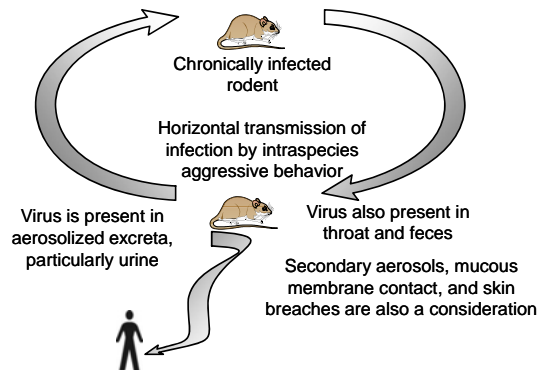 Chronically infected
rodent
Horizontal transmission of
infection by intraspecies
aggressive behavior
Virus is present in
aerosolized excreta,
particularly urine
Virus also present in
throat and feces
Secondary aerosols, mucous
membrane contact, and skin
breaches are also a consideration